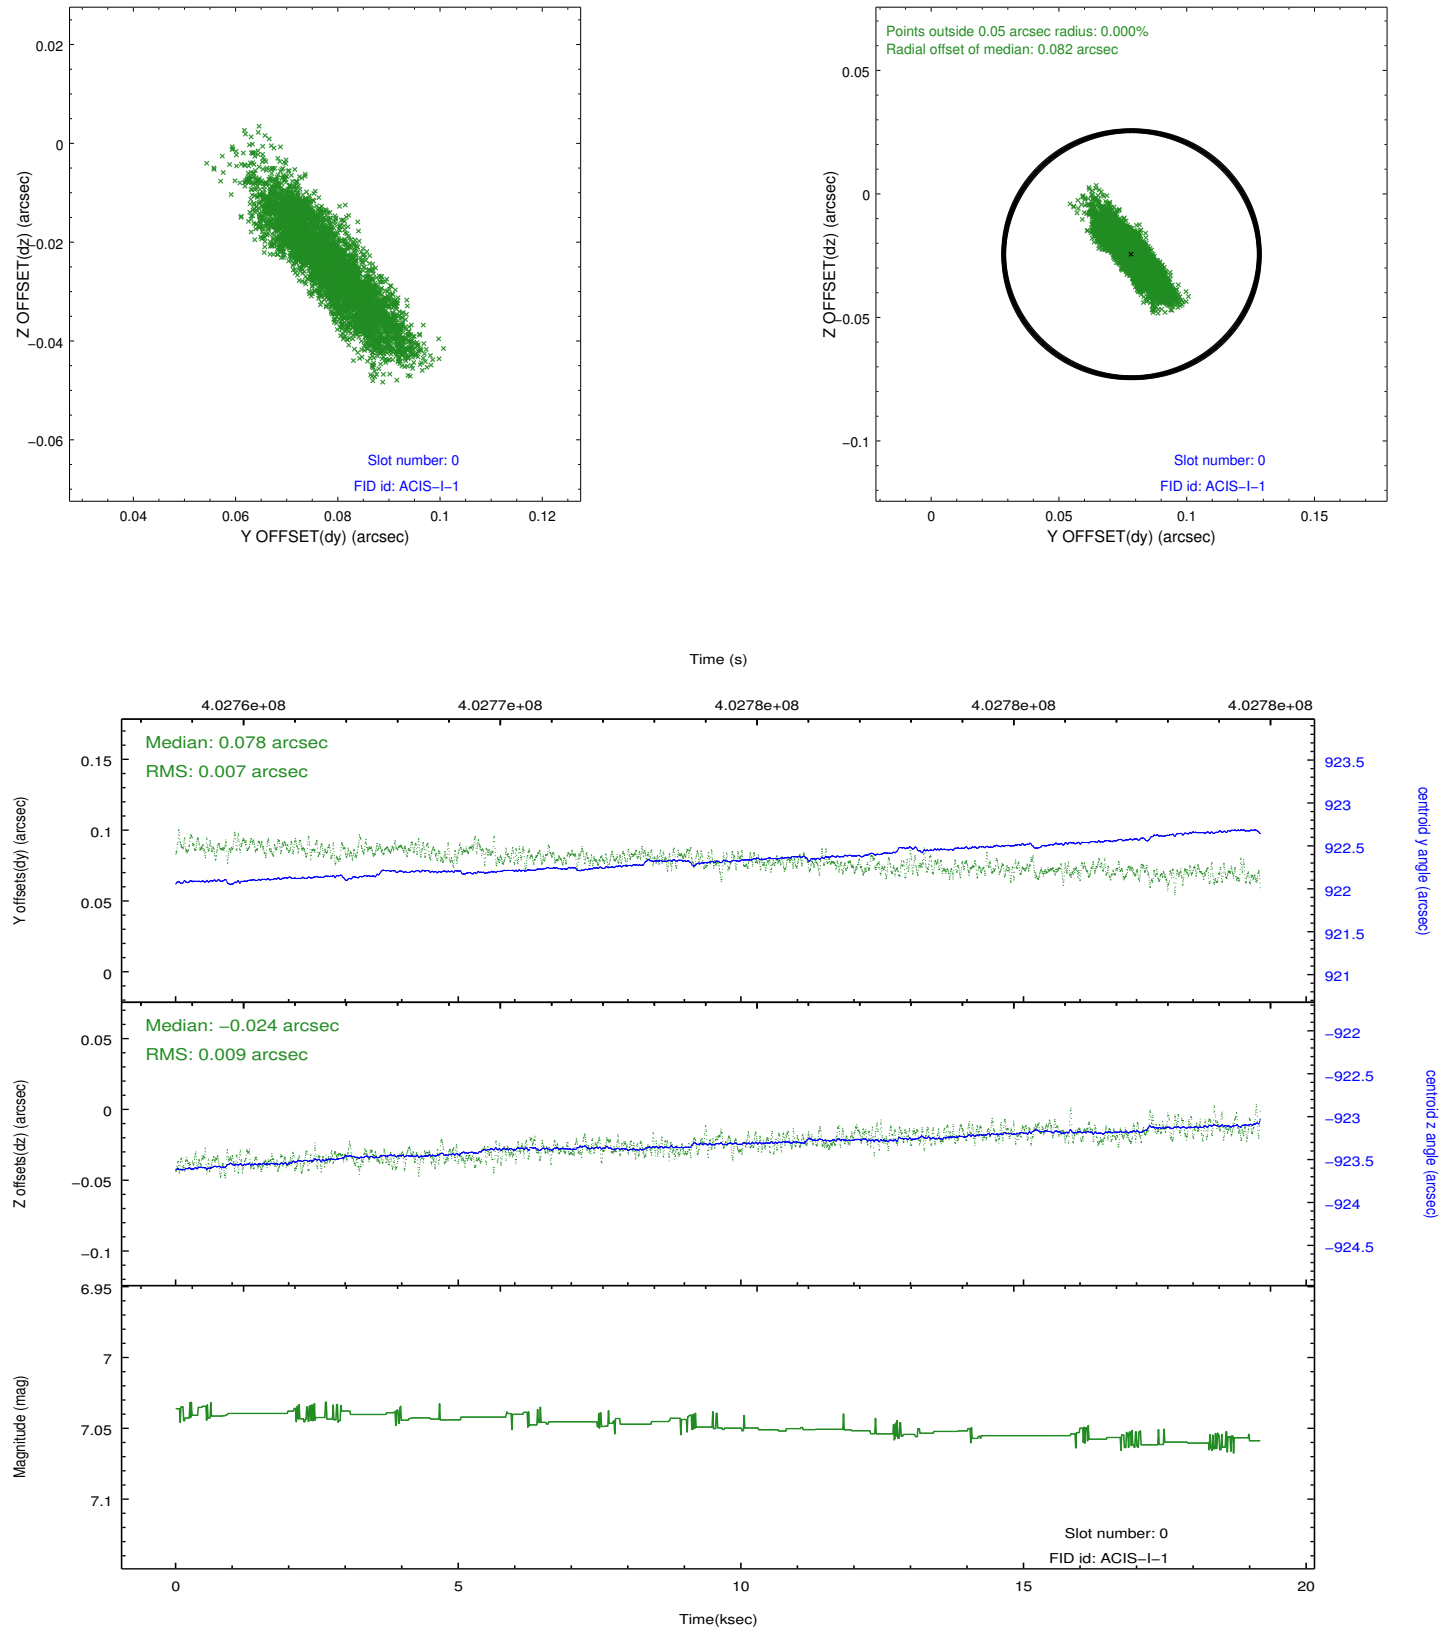 0.02
0
−0.02
−0.04
−0.06
Z OFFSET(dz) (arcsec)
Slot number: 0
FID id: ACIS−I−1
0.04 0.06 0.08 0.1 0.12
Y OFFSET(dy) (arcsec)
Points outside 0.05 arcsec radius: 0.000%
Radial offset of median: 0.082 arcsec
0.05
0
−0.05
−0.1
Z OFFSET(dz) (arcsec)
Slot number: 0
FID id: ACIS−I−1
0 0.05 0.1 0.15
Y OFFSET(dy) (arcsec)
Time (s)
4.0276e+08 4.0277e+08 4.0278e+08 4.0278e+08 4.0278e+08
Median: 0.078 arcsec
RMS: 0.007 arcsec
0.15
0.1
0.05
0
Y offsets(dy) (arcsec)
923.5
923
922.5
922
921.5
921
centroid y angle (arcsec)
Median: −0.024 arcsec
RMS: 0.009 arcsec
0.05
0
−0.05
−0.1
Z offsets(dz) (arcsec)
−922
−922.5
−923
−923.5
−924
−924.5
centroid z angle (arcsec)
6.95
7
7.05
7.1
Magnitude (mag)
Slot number: 0
FID id: ACIS−I−1
0 5 10 15 20
Time(ksec)